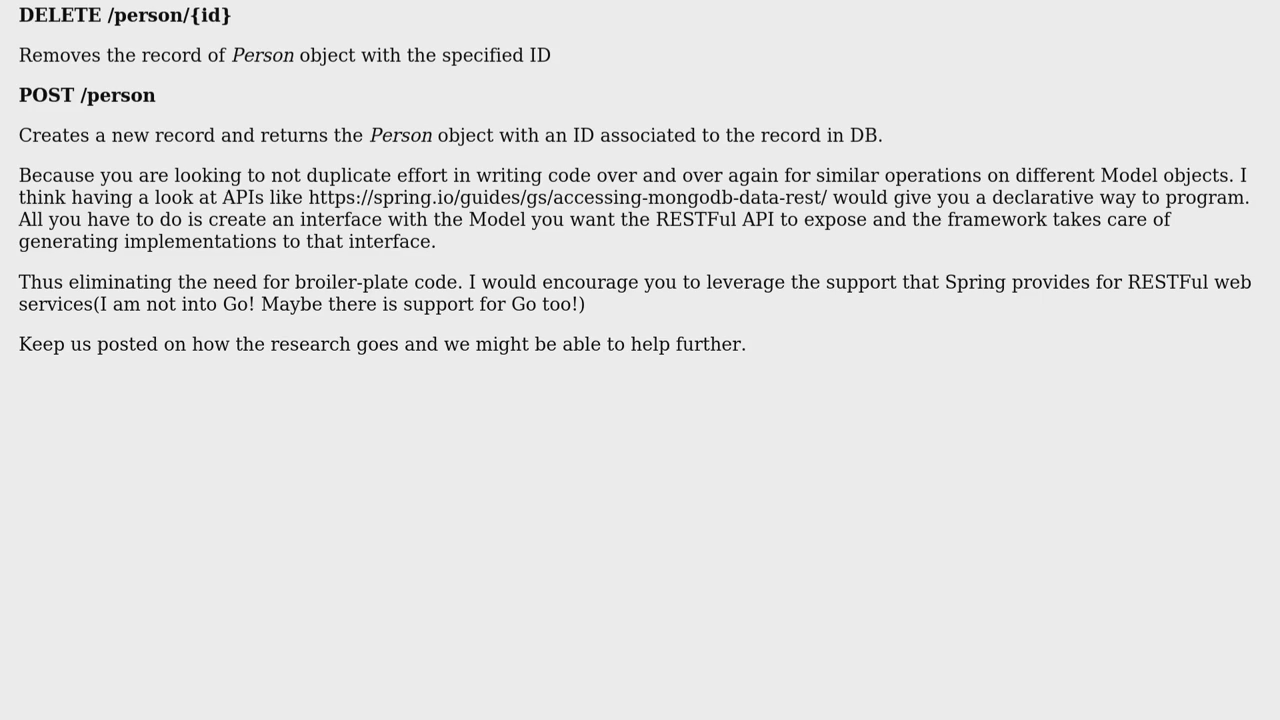 DELETE /person/{id}
Removes the record of Person object with the specified ID
POST /person
Creates a new record and returns the Person object with an ID associated to the record in DB.
Because you are looking to not duplicate effort in writing code over and over again for similar operations on different Model objects. I
think having a look at APIs like https://spring.io/guides/gs/accessing-mongodb-data-rest/ would give you a declarative way to program.
All you have to do is create an interface with the Model you want the RESTFul API to expose and the framework takes care of
generating implementations to that interface.
Thus eliminating the need for broiler-plate code. I would encourage you to leverage the support that Spring provides for RESTFul web
services(I am not into Go! Maybe there is support for Go too!)
Keep us posted on how the research goes and we might be able to help further.